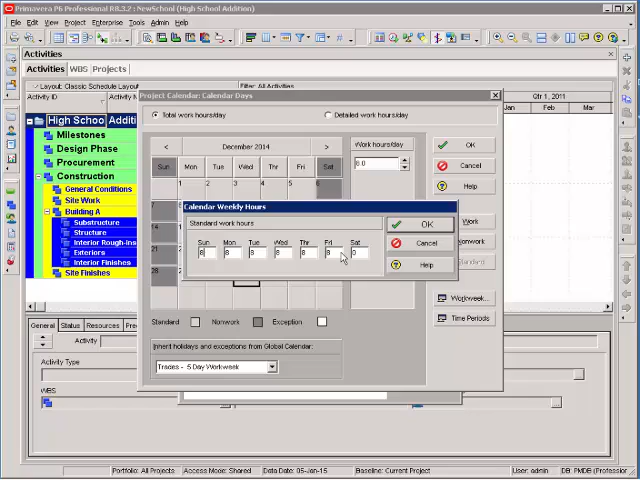 Primavera P6 Professional R8.3.2 : NewSchool (High School Addition)
File Edit View Project Enterprise Tools Admin Help
Activities
Activities WBS Projects
Layout: Classic Schedule Layout
Filter: All Activities
Activity ID
Activity N
Qtr 1, 2011
Jan Feb Mar
High School Additi
Milestones
Design Phase
Procurement
Construction
General Conditions
Site Work
Building A
Substructure
Structure
Interior Rough-ins
Exteriors
Interior Finishes
Site Finishes
Project Calendar: Calendar Days
Total work hours/day
Detailed work hours/day
< December 2014 >
Sun Mon Tue Wed Thr Fri Sat
1 2 3 4 5 6
7
14
21
28
Work hours/day
OK
Cancel
Help
Work
Nonwork
Standard
Workweek...
Time Periods
Calendar Weekly Hours
Standard work hours
Sun Mon Tue Wed Thr Fri Sat
8 8 8 8 8 8 0
OK
Cancel
Help
Standard Nonwork Exception
Inherit holidays and exceptions from Global Calendar:
Traces - 5 Day Workweek
General Status Resources Pre
Activity
Activity Type
WBS
Portfolio: All Projects Access Mode: Shared Data Date: 05-Jan-15 Baseline: Current Project User: admin DB: PMDB (Pr